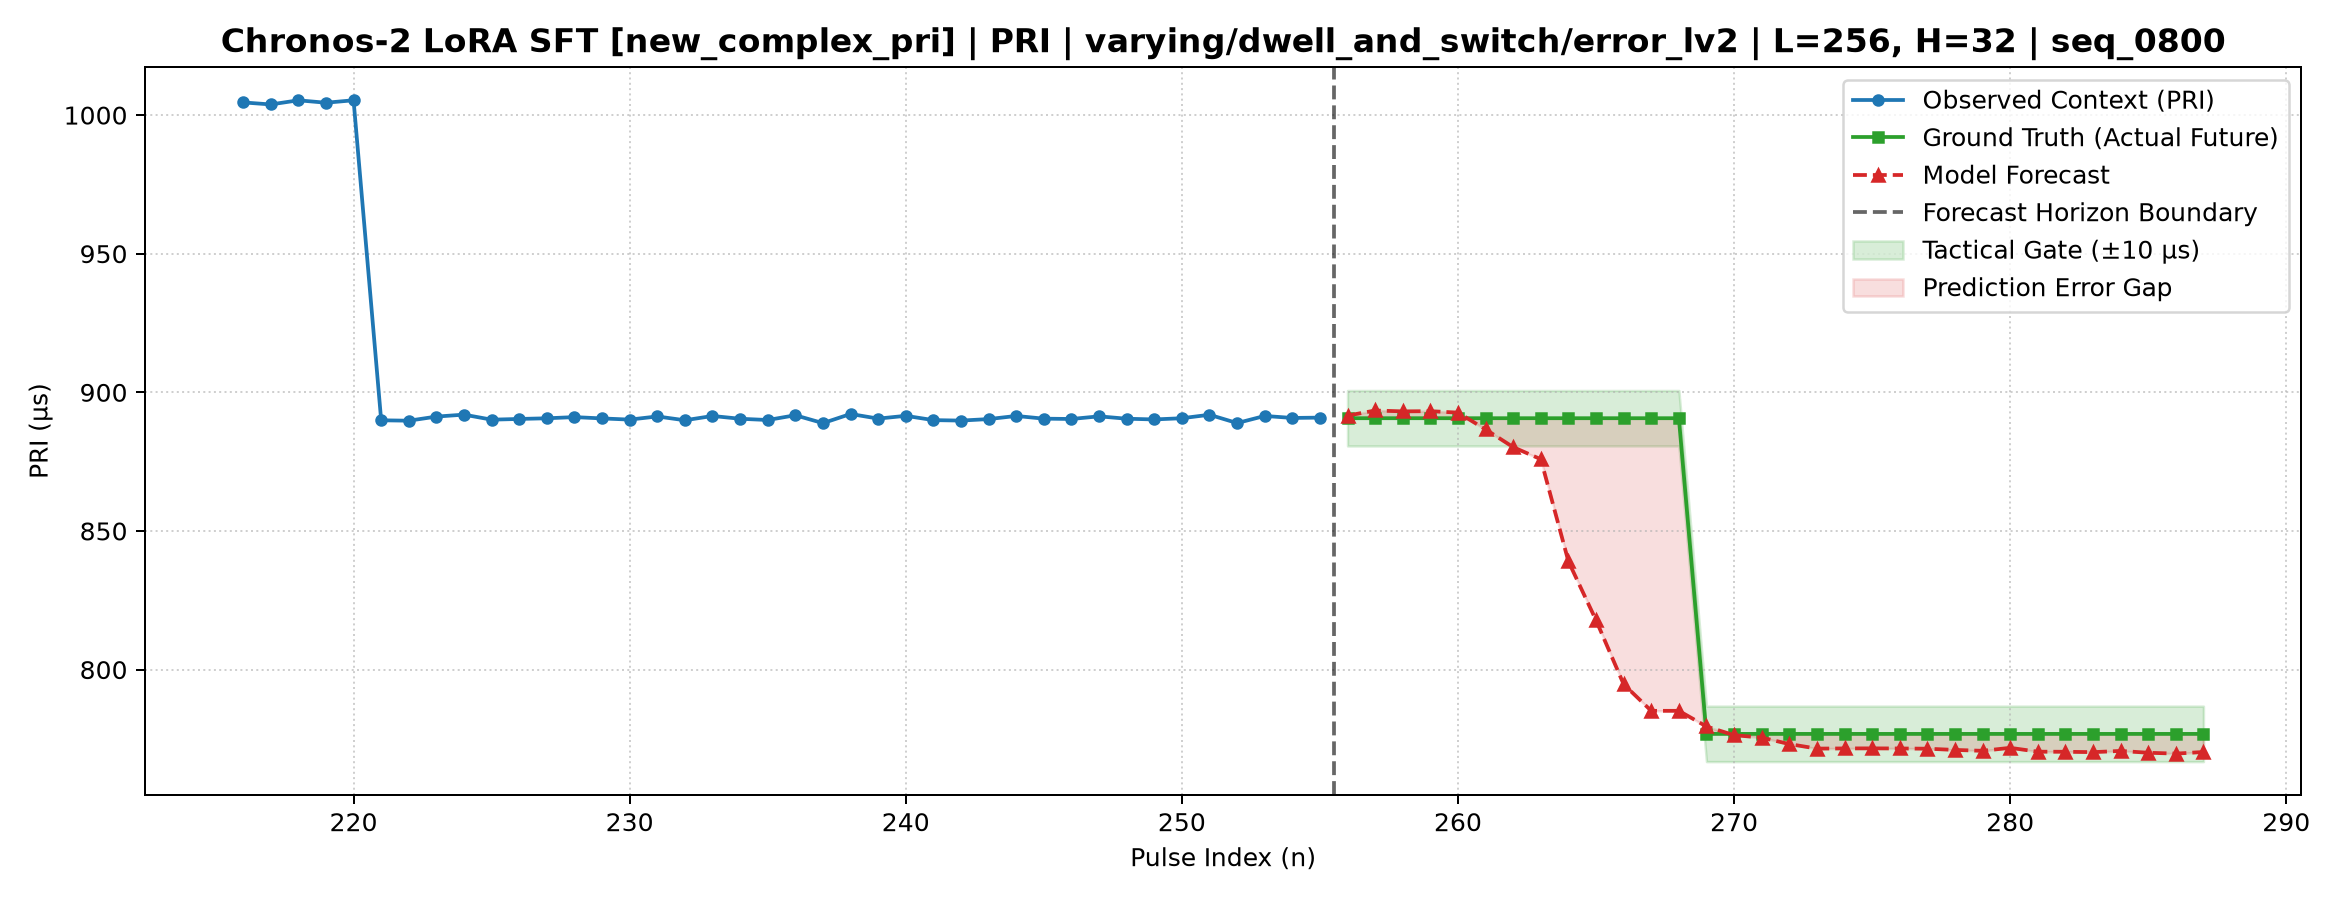 Chronos-2 LoRA SFT [new_complex_pri] | PRI | varying/dwell_and_switch/error_lv2 | L=256, H=32 | seq_0800
Observed Context (PRI)
Ground Truth (Actual Future)
Model Forecast
Forecast Horizon Boundary
Tactical Gate (±10 µs)
Prediction Error Gap
PRI (µs)
1000
950
900
850
800
220
230
240
250
260
270
280
290
Pulse Index (n)